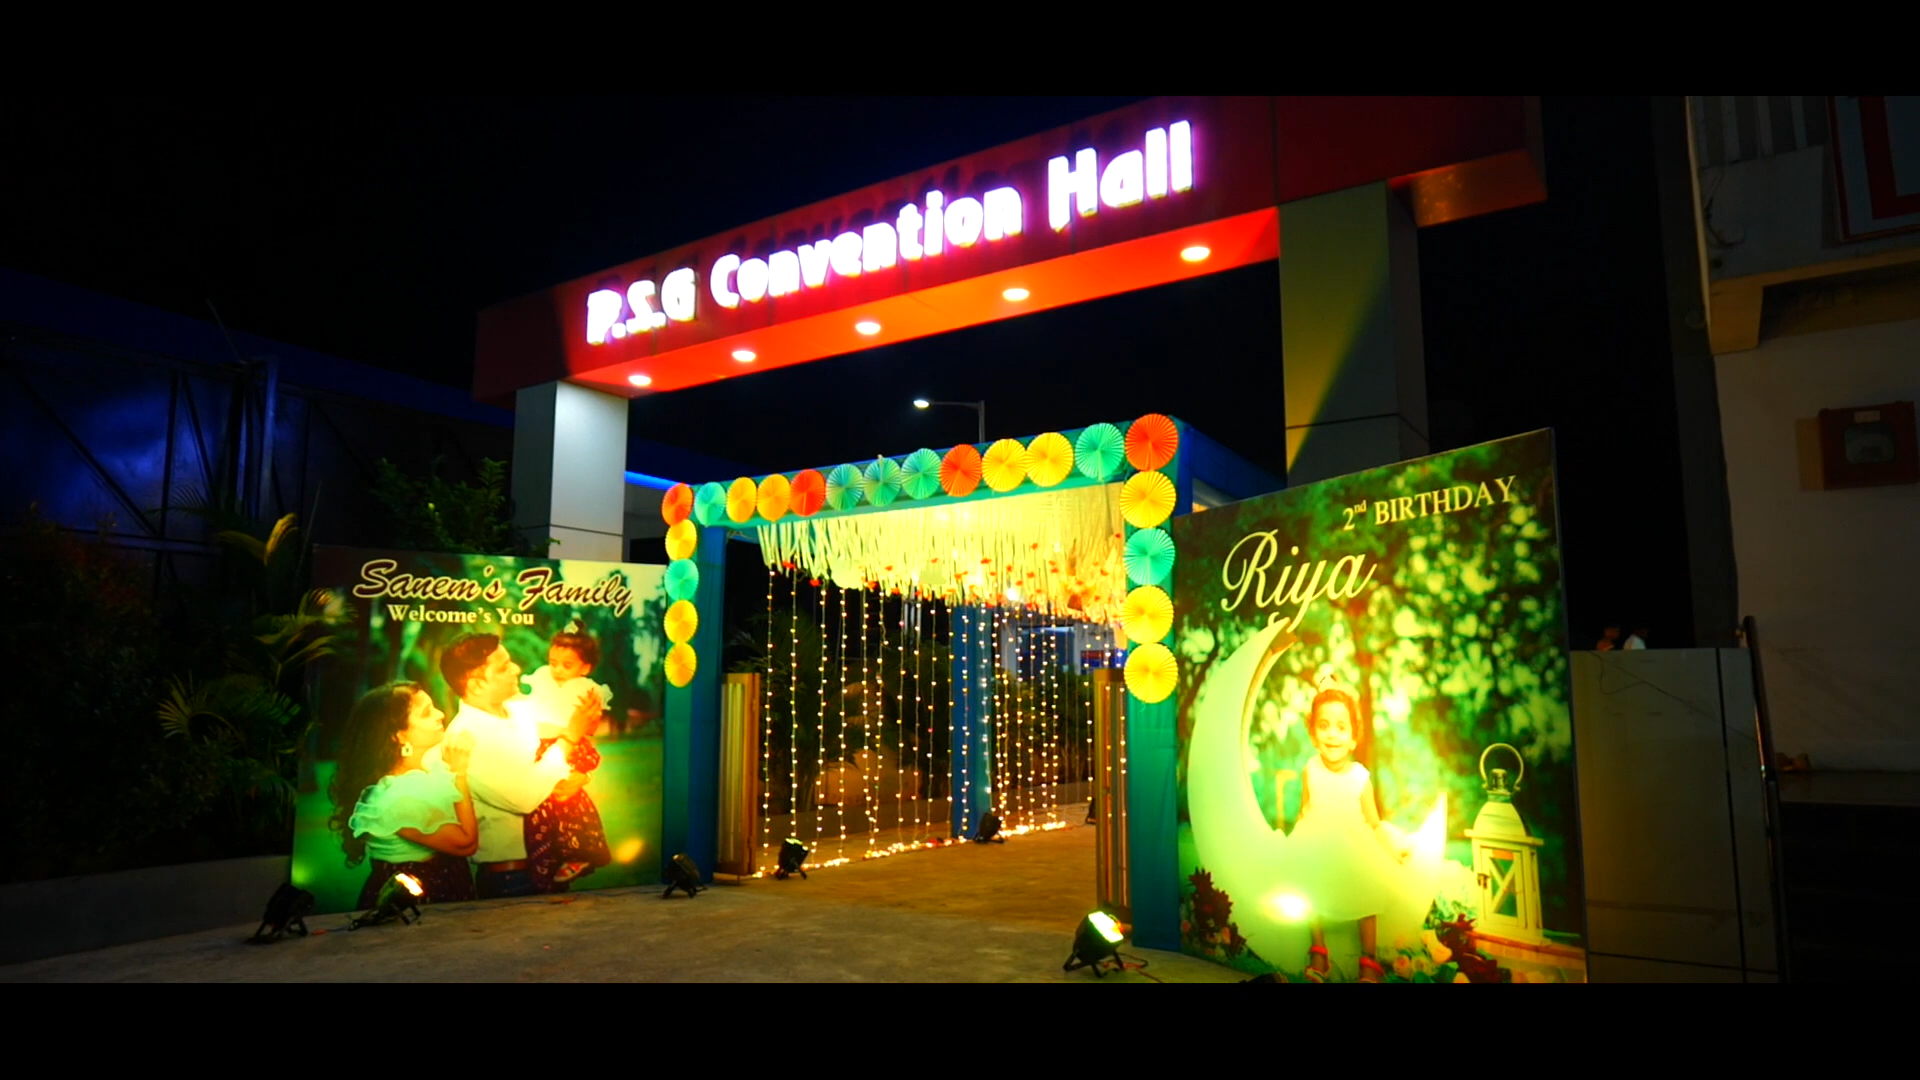 P.S.G Convention Hall
Sanem's Family
Welcome's You
2nd BIRTHDAY
Riya